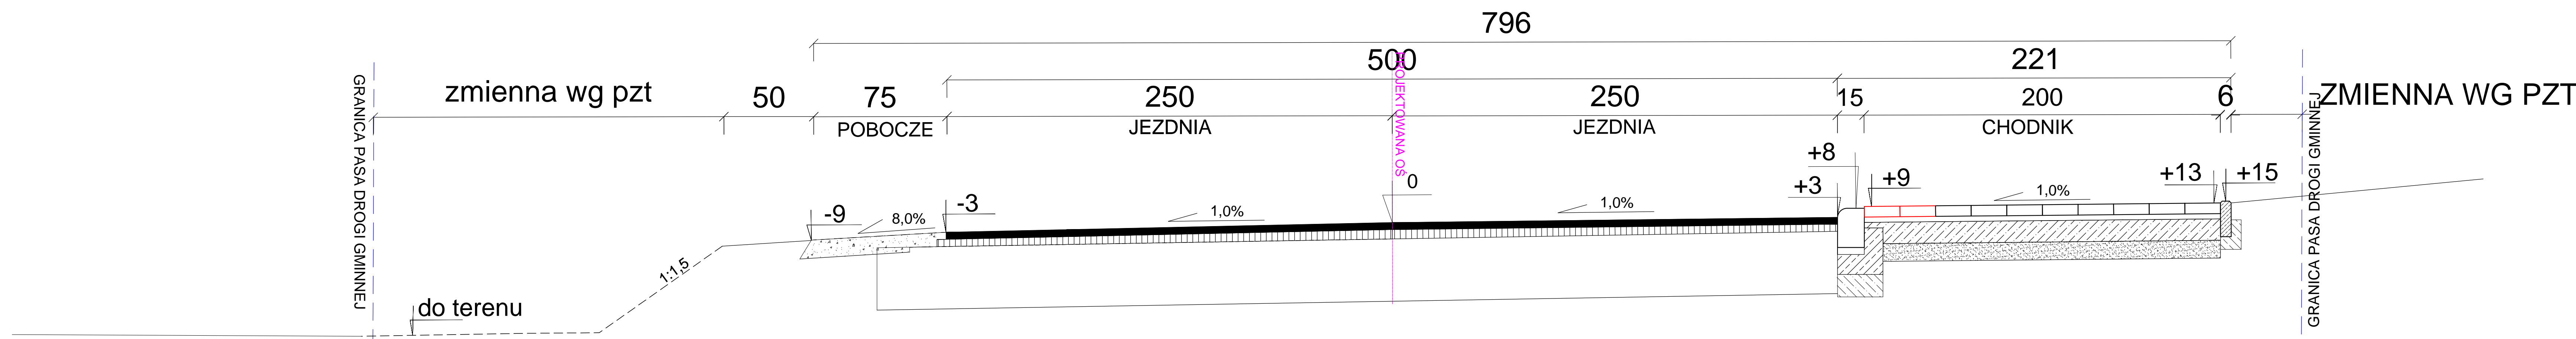 796
500
221
zmienna wg pzt
50
75
250
250
15
200
6
ZMIENNA WG PZT
POBOCZE
JEZDNIA
JEZDNIA
CHODNIK
GRANICA PASA DROGI GMINNEJ
PROJEKTOWANA OŚ
GRANICA PASA DROGI GMINNEJ
-9
8,0%
-3
1,0%
0
1,0%
+8
+3
+9
1,0%
+13
+15
1:1,5
do terenu